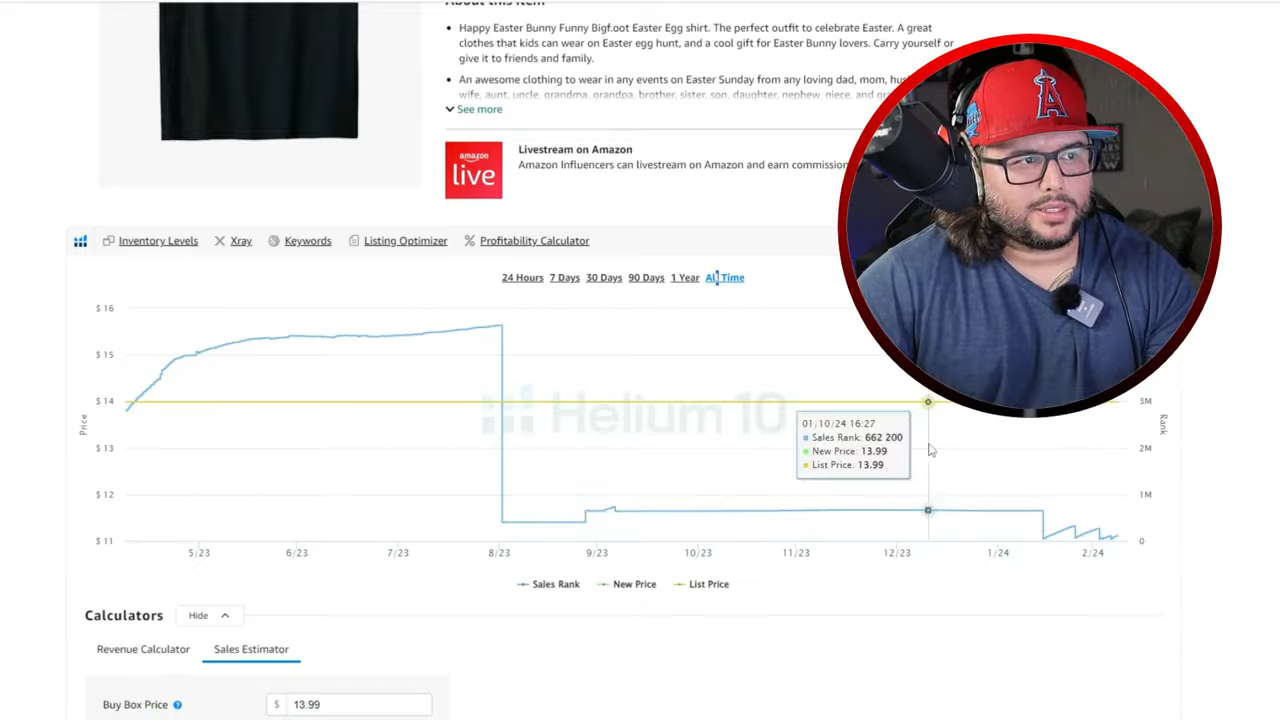 About this item
Happy Easter Bunny Funny Bigf.oot Easter Egg shirt. The perfect outfit to celebrate Easter. A great
clothes that kids can wear on Easter egg hunt, and a cool gift for Easter Bunny lovers. Carry yourself or
give it to friends and family.
An awesome clothing to wear in any events on Easter Sunday from any loving dad, mom,
wife, aunt, uncle, grandma, grandpa, brother, sister, son, daughter, nephew, niece, and
See more
amazon
live
Livestream on Amazon
Amazon Influencers can livestream on Amazon and earn
A
Inventory Levels Xray Keywords Listing Optimizer Profitability Calculator
24 Hours 7 Days 30 Days 90 Days 1 Year All Time
$ 16
$ 15
$ 14 3M
$ 13 2M
$ 12 1M
$ 11 0
Price
Rank
Helium 10
01/10/24 16:27
Sales Rank: 662 200
New Price: 13.99
List Price: 13.99
5/23 6/23 7/23 8/23 9/23 10/23 11/23 12/23 1/24 2/24
Sales Rank New Price List Price
Calculators Hide
Revenue Calculator Sales Estimator
Buy Box Price ? $ 13.99